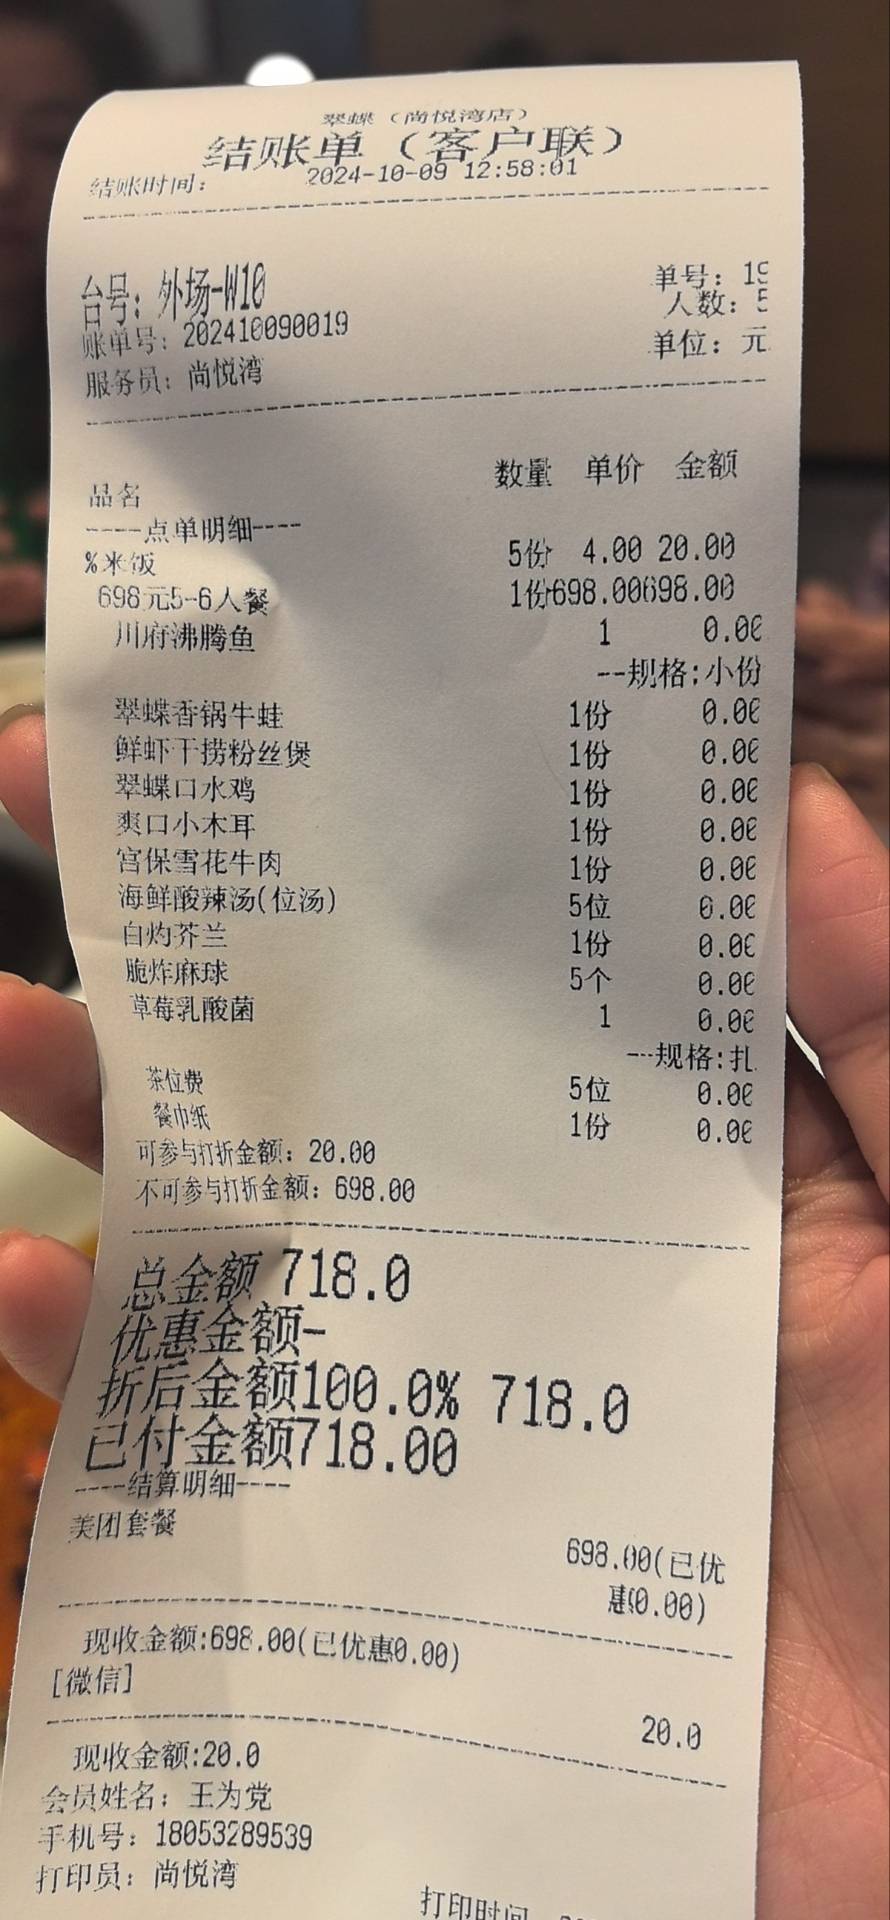 翠蝶（尚悦湾店）
结账单（客户联）
结账时间： 2024-10-09 12:58:01
台号：外场-W10
单号：19
人数：5
账单号：202410090019
单位：元
服务员：尚悦湾
品名 数量 单价 金额
----点单明细----
%米饭 5份 4.00 20.00
698元5-6人餐 1份698.00698.00
川府沸腾鱼 1 0.00
--规格:小份
翠蝶香锅牛蛙 1份 0.00
鲜虾干捞粉丝煲 1份 0.00
翠蝶口水鸡 1份 0.00
爽口小木耳 1份 0.00
宫保雪花牛肉 1份 0.00
海鲜酸辣汤(位汤) 5位 0.00
白灼芥兰 1份 0.00
脆炸麻球 5个 0.00
草莓乳酸菌 1 0.00
--规格:扎
茶位费 5位 0.00
餐巾纸 1份 0.00
可参与打折金额：20.00
不可参与打折金额：698.00
总金额 718.0
优惠金额-
折后金额100.0% 718.0
已付金额718.00
----结算明细----
美团套餐
698.00(已优
惠0.00)
现收金额:698.00(已优惠0.00)
[微信]
20.0
现收金额:20.0
会员姓名：王为党
手机号：18053289539
打印员：尚悦湾
打印时间